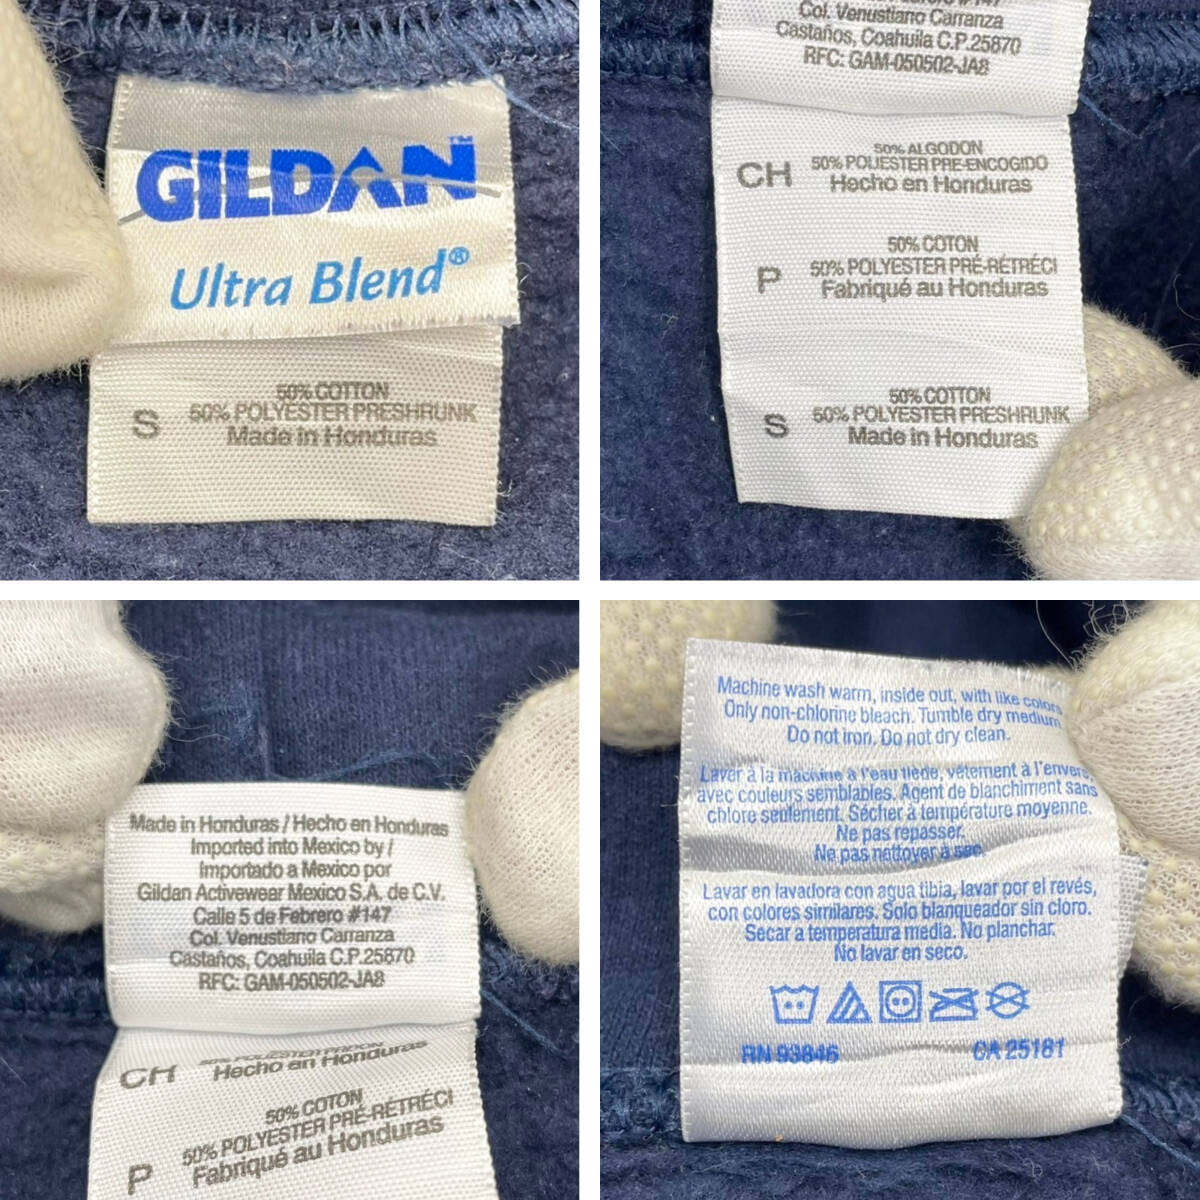 GILDAN™
Ultra Blend®
S
50% COTTON
50% POLYESTER PRESHRUNK
Made in Honduras
Col. Venustiano Carranza
Castaños, Coahuila C.P.25870
RFC: GAM-050502-JA8
CH
50% ALGODON
50% POLIESTER PRE-ENCOGIDO
Hecho en Honduras
P
50% COTON
50% POLYESTER PRÉ-RÉTRÉCI
Fabriqué au Honduras
S
50% COTTON
50% POLYESTER PRESHRUNK
Made in Honduras
Made in Honduras / Hecho en Honduras
Imported into Mexico by /
Importado a Mexico por
Gildan Activewear Mexico S.A. de C.V.
Calle 5 de Febrero #147
Col. Venustiano Carranza
Castaños, Coahuila C.P.25870
RFC: GAM-050502-JA8
CH
Hecho en Honduras
P
50% COTON
50% POLYESTER PRÉ-RÉTRÉCI
Fabriqué au Honduras
Machine wash warm, inside out, with like colors
Only non-chlorine bleach. Tumble dry medium
Do not iron. Do not dry clean.
Laver à la machine à l'eau tiède, vêtement à l'envers,
avec couleurs semblables. Agent de blanchiment sans
chlore seulement. Sécher à température moyenne.
Ne pas repasser.
Ne pas nettoyer à sec.
Lavar en lavadora con agua tibia, lavar por el revés,
con colores similares. Solo blanqueador sin cloro.
Secar a temperatura media. No planchar.
No lavar en seco.
RN 93846 CA 25181